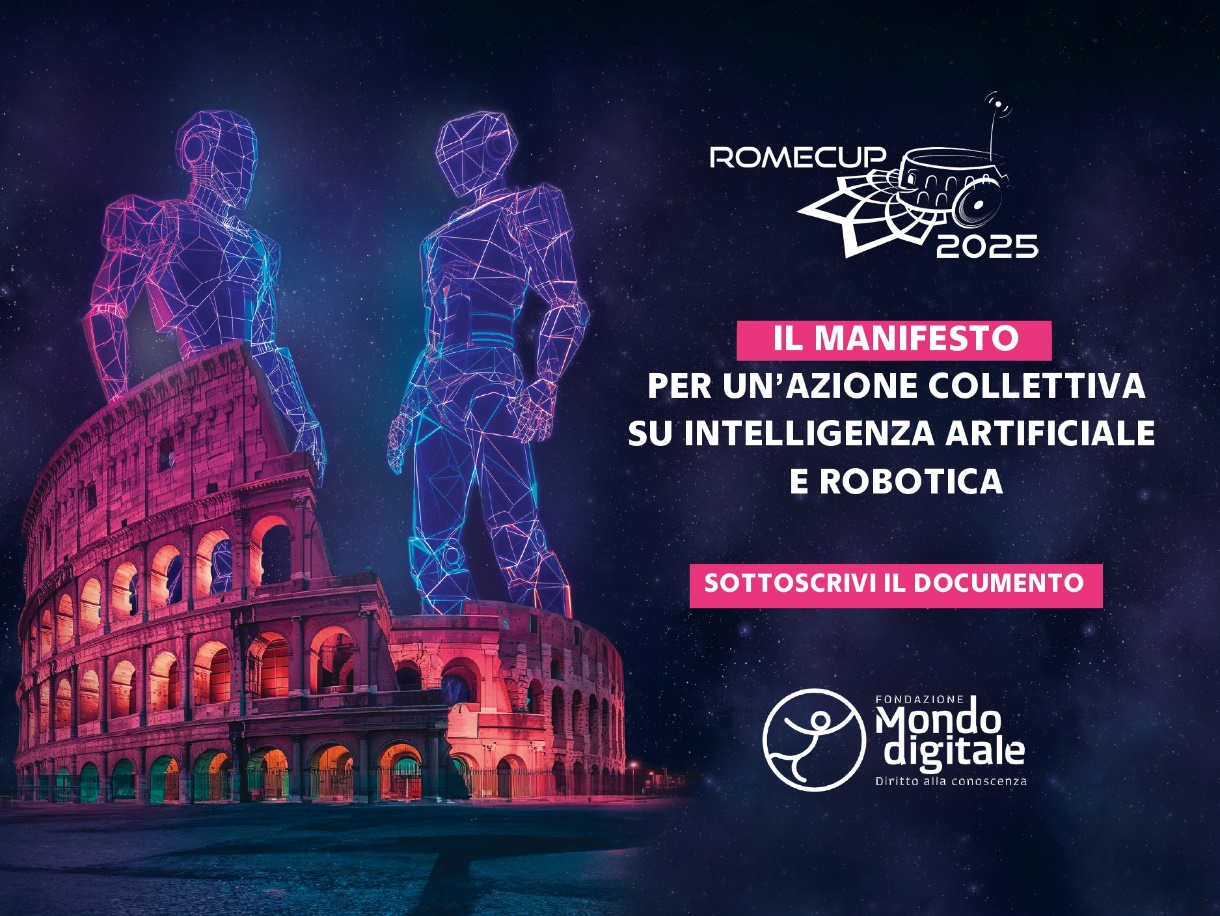 ROMECUP
2025
IL MANIFESTO
PER UN'AZIONE COLLETTIVA
SU INTELLIGENZA ARTIFICIALE
E ROBOTICA
SOTTOSCRIVI IL DOCUMENTO
FONDAZIONE
Mondo
digitale
Diritto alla conoscenza